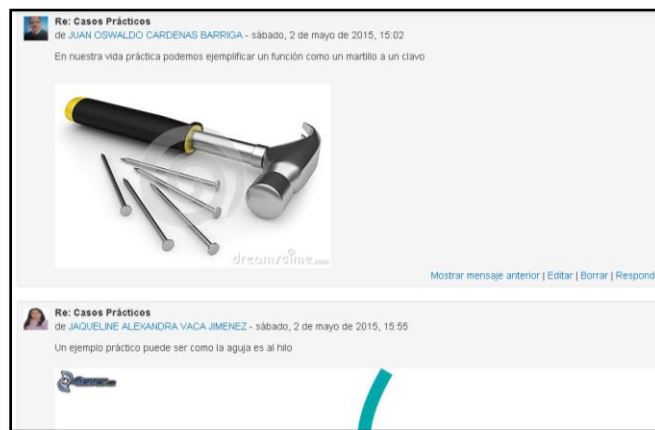 Re: Casos Prácticos
de JUAN OSWALDO CARDENAS BARRIGA - sábado, 2 de mayo de 2015, 15:02
En nuestra vida práctica podemos ejemplificar un función como un martillo a un clavo
dreamstime.com
Mostrar mensaje anterior | Editar | Borrar | Respond
Re: Casos Prácticos
de JAQUELINE ALEXANDRA VACA JIMENEZ - sábado, 2 de mayo de 2015, 15:55
Un ejemplo práctico puede ser como la aguja es al hilo